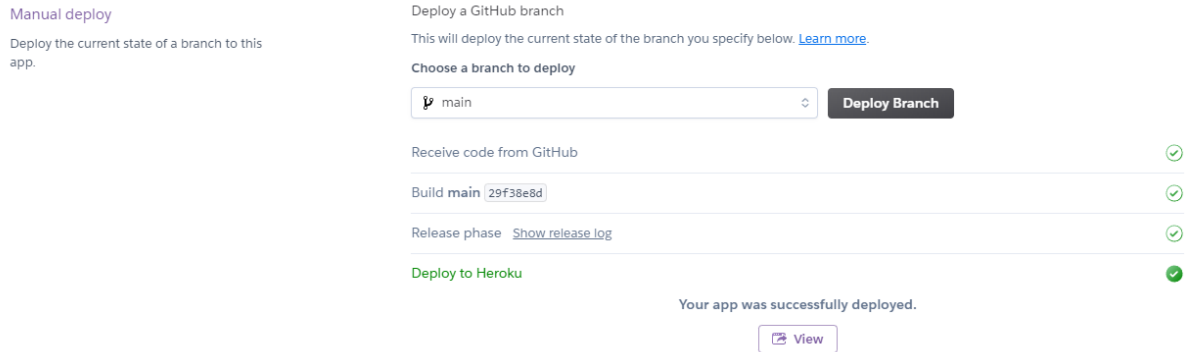 Manual deploy
Deploy the current state of a branch to this
app.
Deploy a GitHub branch
This will deploy the current state of the branch you specify below. Learn more.
Choose a branch to deploy
main
Deploy Branch
Receive code from GitHub
Build main 29f38e8d
Release phase Show release log
Deploy to Heroku
Your app was successfully deployed.
View